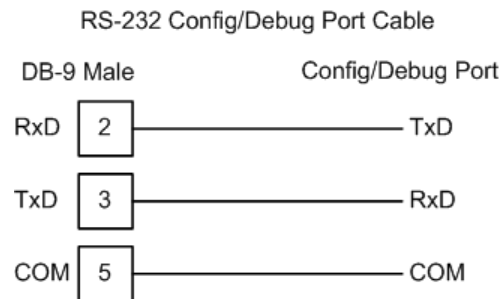 RS-232 Config/Debug Port Cable
DB-9 Male Config/Debug Port
RxD 2 TxD
TxD 3 RxD
COM 5 COM